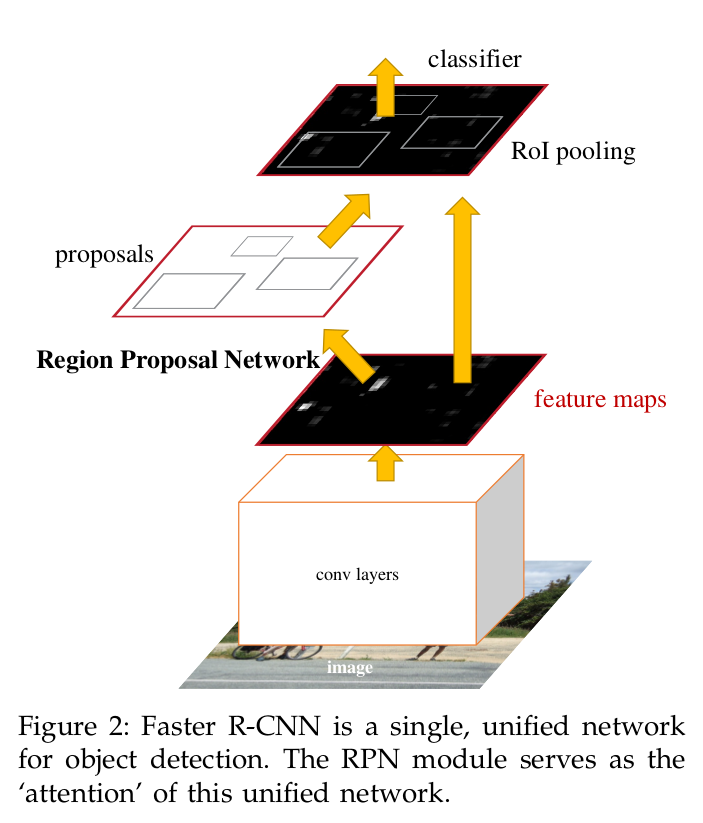 classifier
RoI pooling
proposals
Region Proposal Network
feature maps
conv layers
image
Figure 2: Faster R-CNN is a single, unified network
for object detection. The RPN module serves as the
‘attention’ of this unified network.